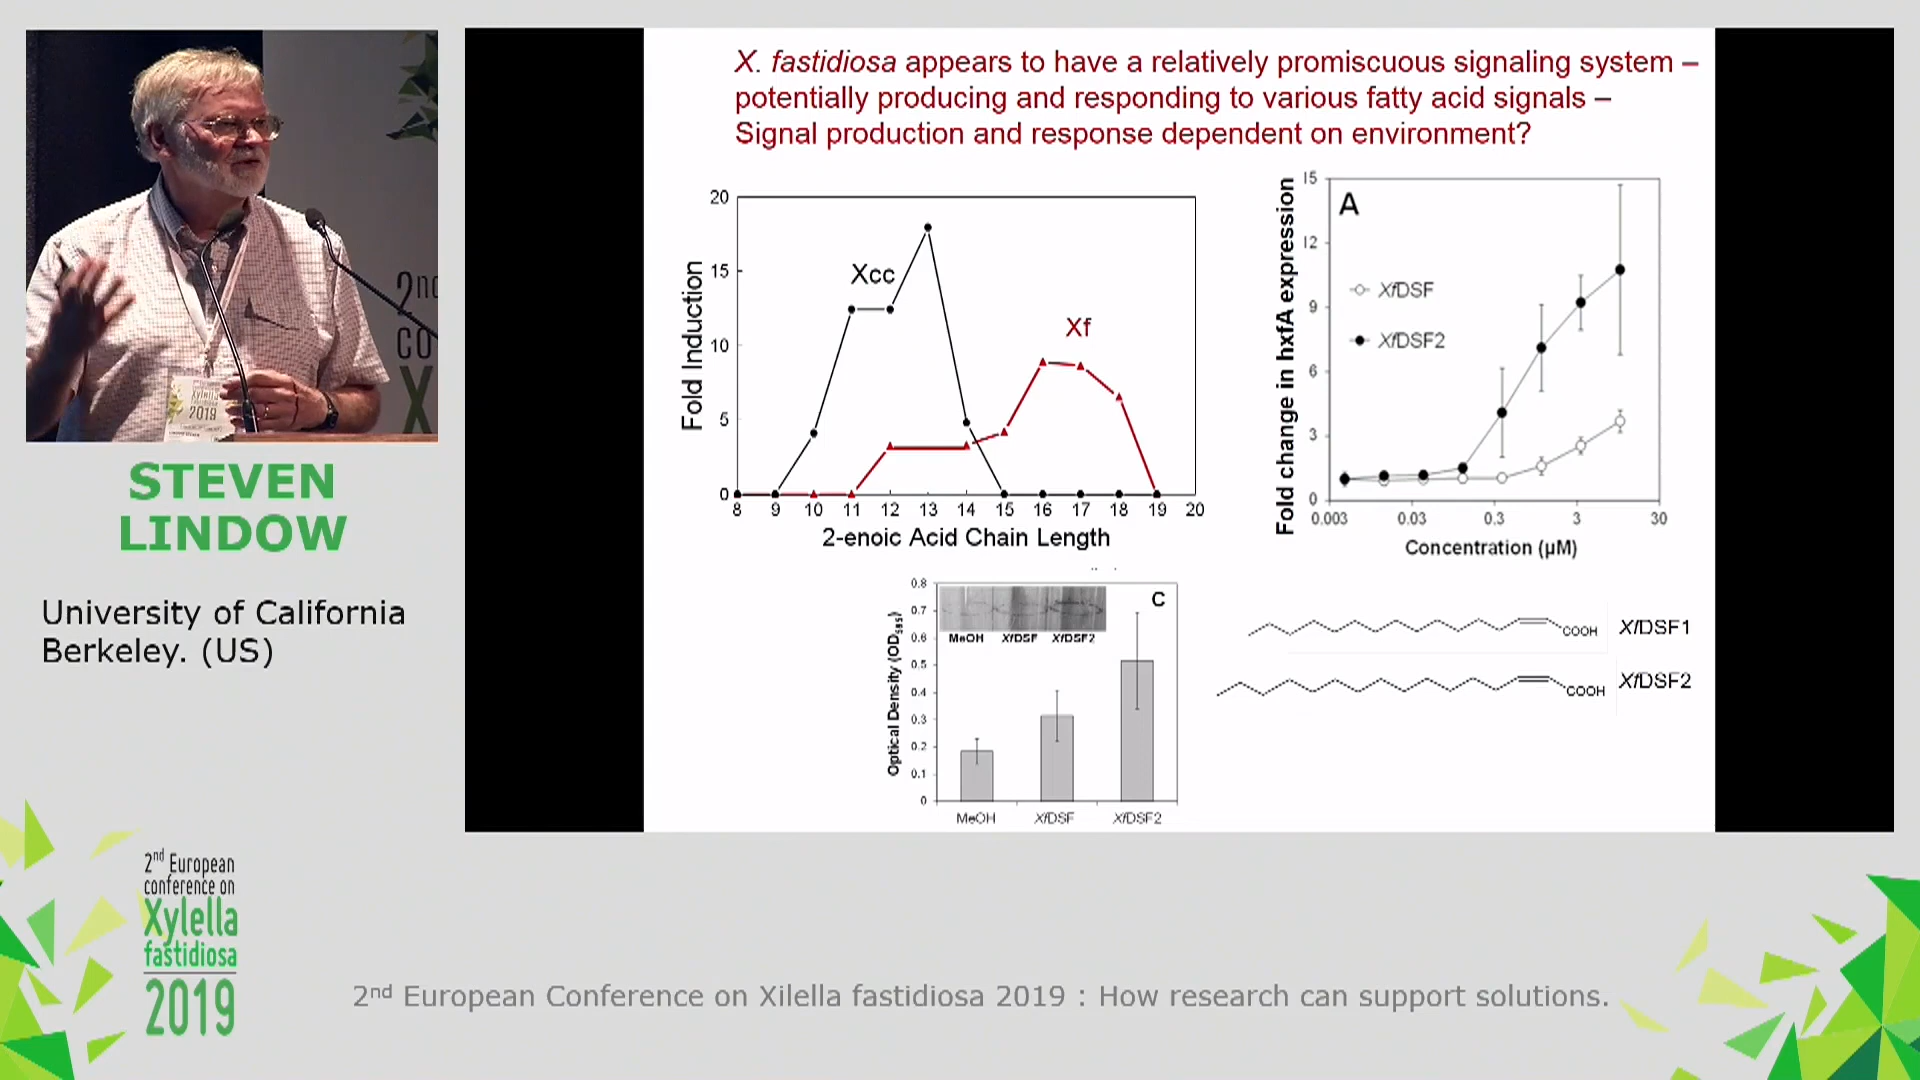 X. fastidiosa appears to have a relatively promiscuous signaling system –
potentially producing and responding to various fatty acid signals –
Signal production and response dependent on environment?
20
15
10
5
0
Fold Induction
Xcc
Xf
8 9 10 11 12 13 14 15 16 17 18 19 20
2-enoic Acid Chain Length
A
15
12
9
6
3
0
Fold change in hxfA expression
XfDSF
XfDSF2
0.003 0.03 0.3 3 30
Concentration (µM)
C
0.8
0.7
0.6
0.5
0.4
0.3
0.2
0.1
0
Optical Density (OD585)
MeOH XfDSF XfDSF2
MeOH XfDSF XfDSF2
COOH XfDSF1
COOH XfDSF2
2nd
CO
X
Xylella
2019
STEVEN
LINDOW
University of California
Berkeley. (US)
2nd European
conference on
Xylella
fastidiosa
2019
2nd European Conference on Xilella fastidiosa 2019 : How research can support solutions.